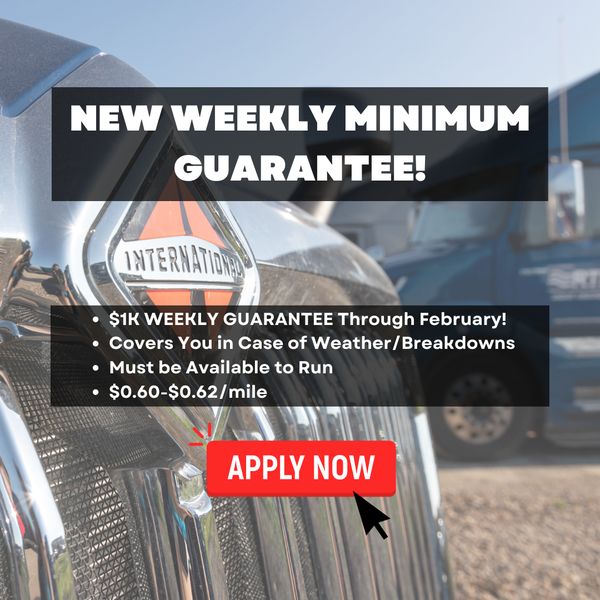 NEW WEEKLY MINIMUM
GUARANTEE!
INTERNATIONAL
$1K WEEKLY GUARANTEE Through February!
Covers You in Case of Weather/Breakdowns
Must be Available to Run
$0.60-$0.62/mile
APPLY NOW